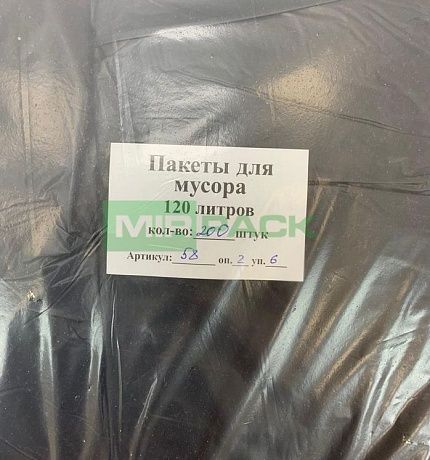 Пакеты для
мусора
120 литров
MIRPACK
кол-во: 200 штук
Артикул: 58 оп. 2 уп. 6